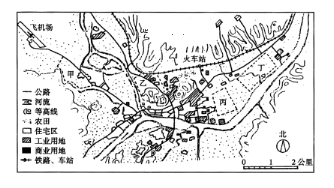 飞机场
火车站
甲
丁
丙
公路
河流
等高线
农田
住宅区
工业用地
商业用地
铁路、车站
北
0 1 2 公里